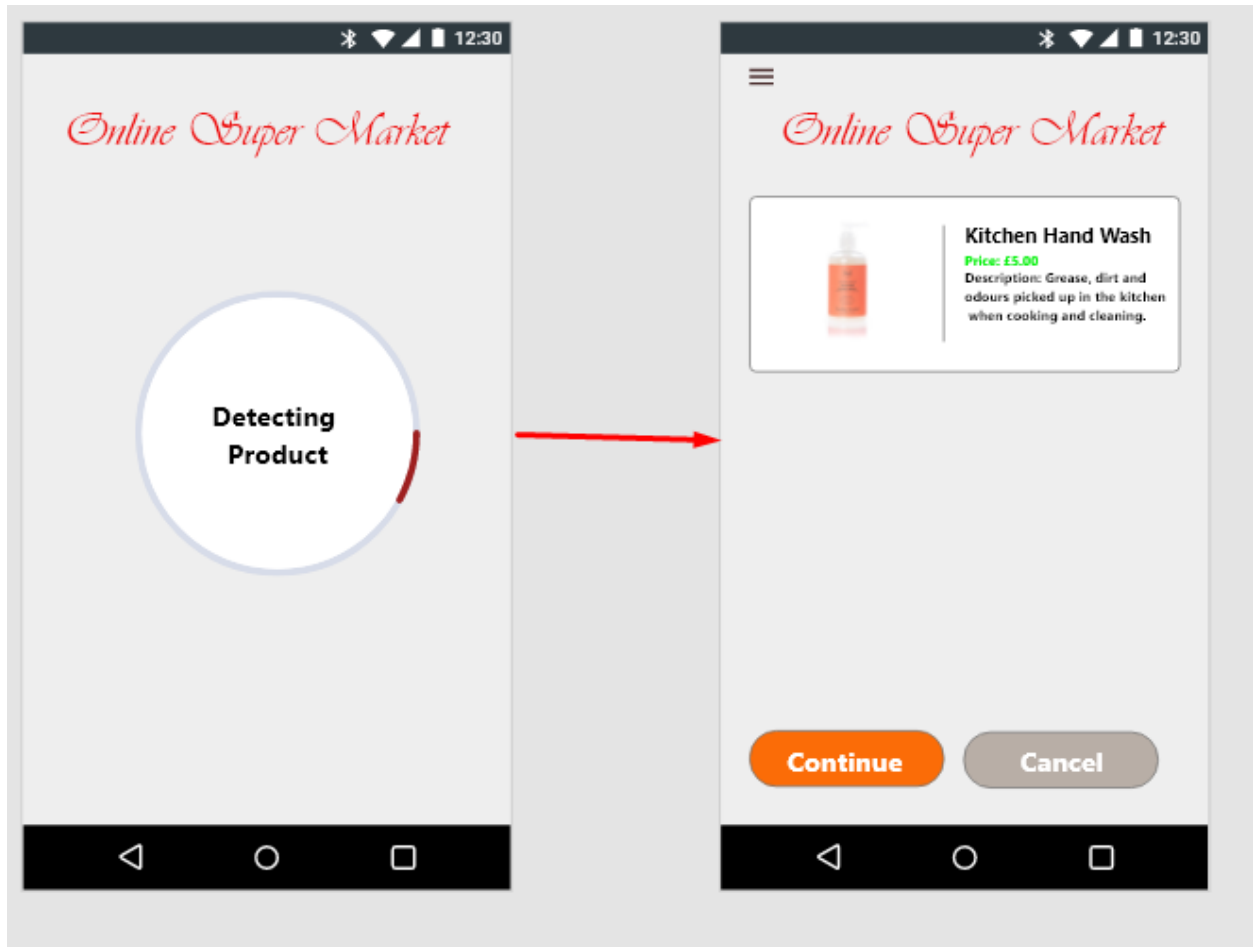 12:30
Online Super Market
Detecting
Product
12:30
Online Super Market
Kitchen Hand Wash
Price: £5.00
Description: Grease, dirt and
odours picked up in the kitchen
when cooking and cleaning.
Continue
Cancel